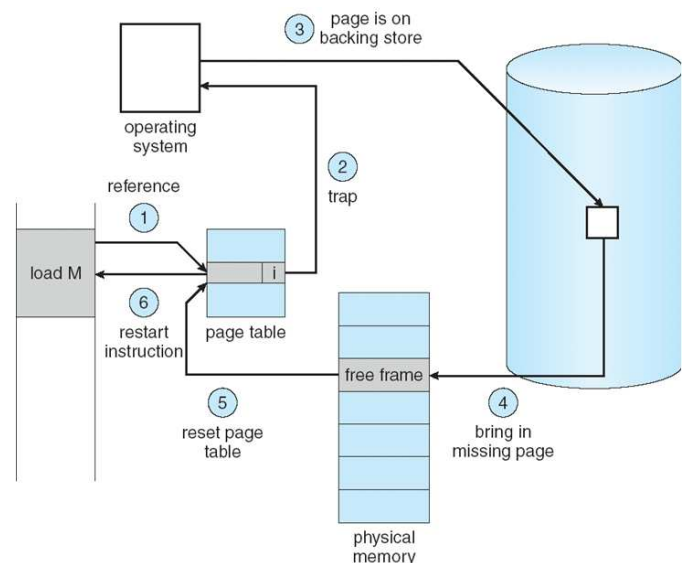 3
page is on
backing store
operating
system
2
trap
reference
1
load M
i
6
restart
instruction
page table
free frame
5
reset page
table
4
bring in
missing page
physical
memory